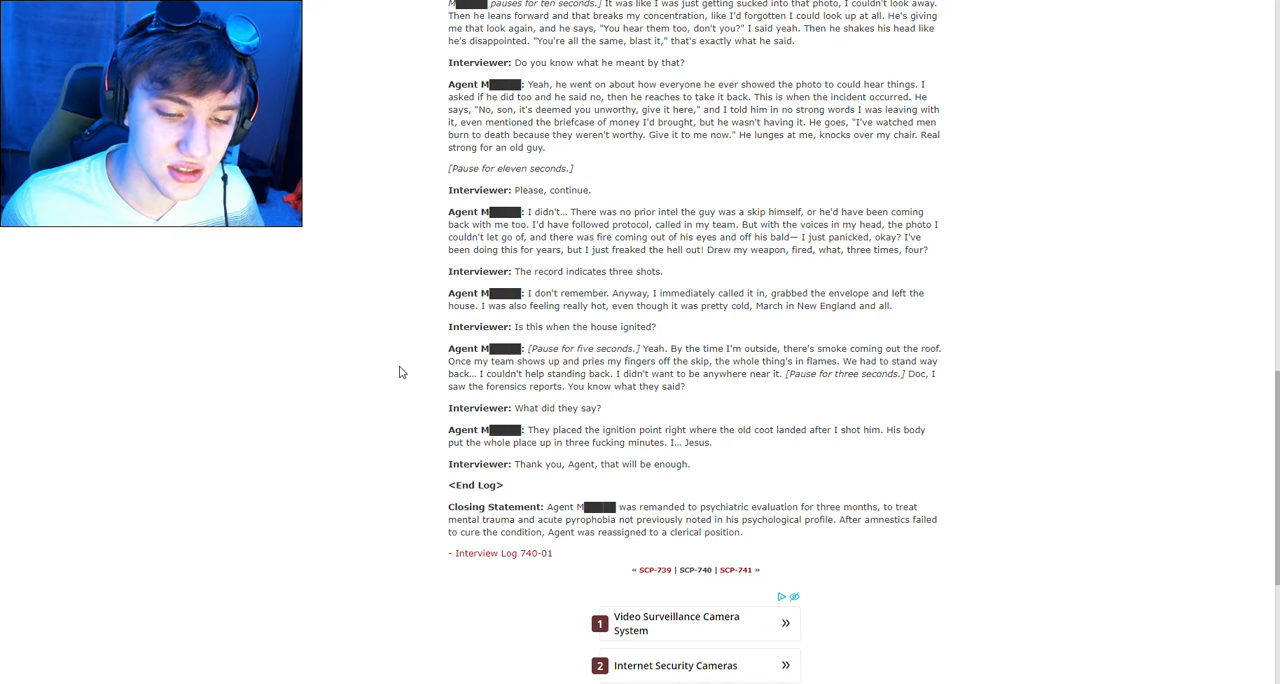 M█████ pauses for ten seconds.] It was like I was just getting sucked into that photo, I couldn't look away.
Then he leans forward and that breaks my concentration, like I'd forgotten I could look up at all. He's giving
me that look again, and he says, "You hear them too, don't you?" I said yeah. Then he shakes his head like
he's disappointed. "You're all the same, blast it," that's exactly what he said.
Interviewer: Do you know what he meant by that?
Agent M█████: Yeah, he went on about how everyone he ever showed the photo to could hear things. I
asked if he did too and he said no, then he reaches to take it back. This is when the incident occurred. He
says, "No, son, it's deemed you unworthy, give it here," and I told him in no strong words I was leaving with
it, even mentioned the briefcase of money I'd brought, but he wasn't having it. He goes, "I've watched men
burn to death because they weren't worthy. Give it to me now." He lunges at me, knocks over my chair. Real
strong for an old guy.
[Pause for eleven seconds.]
Interviewer: Please, continue.
Agent M█████: I didn't... There was no prior intel the guy was a skip himself, or he'd have been coming
back with me too. I'd have followed protocol, called in my team. But with the voices in my head, the photo I
couldn't let go of, and there was fire coming out of his eyes and off his bald— I just panicked, okay? I've
been doing this for years, but I just freaked the hell out! Drew my weapon, fired, what, three times, four?
Interviewer: The record indicates three shots.
Agent M█████: I don't remember. Anyway, I immediately called it in, grabbed the envelope and left the
house. I was also feeling really hot, even though it was pretty cold, March in New England and all.
Interviewer: Is this when the house ignited?
Agent M█████: [Pause for five seconds.] Yeah. By the time I'm outside, there's smoke coming out the roof.
Once my team shows up and pries my fingers off the skip, the whole thing's in flames. We had to stand way
back... I couldn't help standing back. I didn't want to be anywhere near it. [Pause for three seconds.] Doc, I
saw the forensics reports. You know what they said?
Interviewer: What did they say?
Agent M█████: They placed the ignition point right where the old coot landed after I shot him. His body
put the whole place up in three fucking minutes. I... Jesus.
Interviewer: Thank you, Agent, that will be enough.
<End Log>
Closing Statement: Agent M█████ was remanded to psychiatric evaluation for three months, to treat
mental trauma and acute pyrophobia not previously noted in his psychological profile. After amnestics failed
to cure the condition, Agent was reassigned to a clerical position.
- Interview Log 740-01
« SCP-739 | SCP-740 | SCP-741 »
1 Video Surveillance Camera
System »
2 Internet Security Cameras »